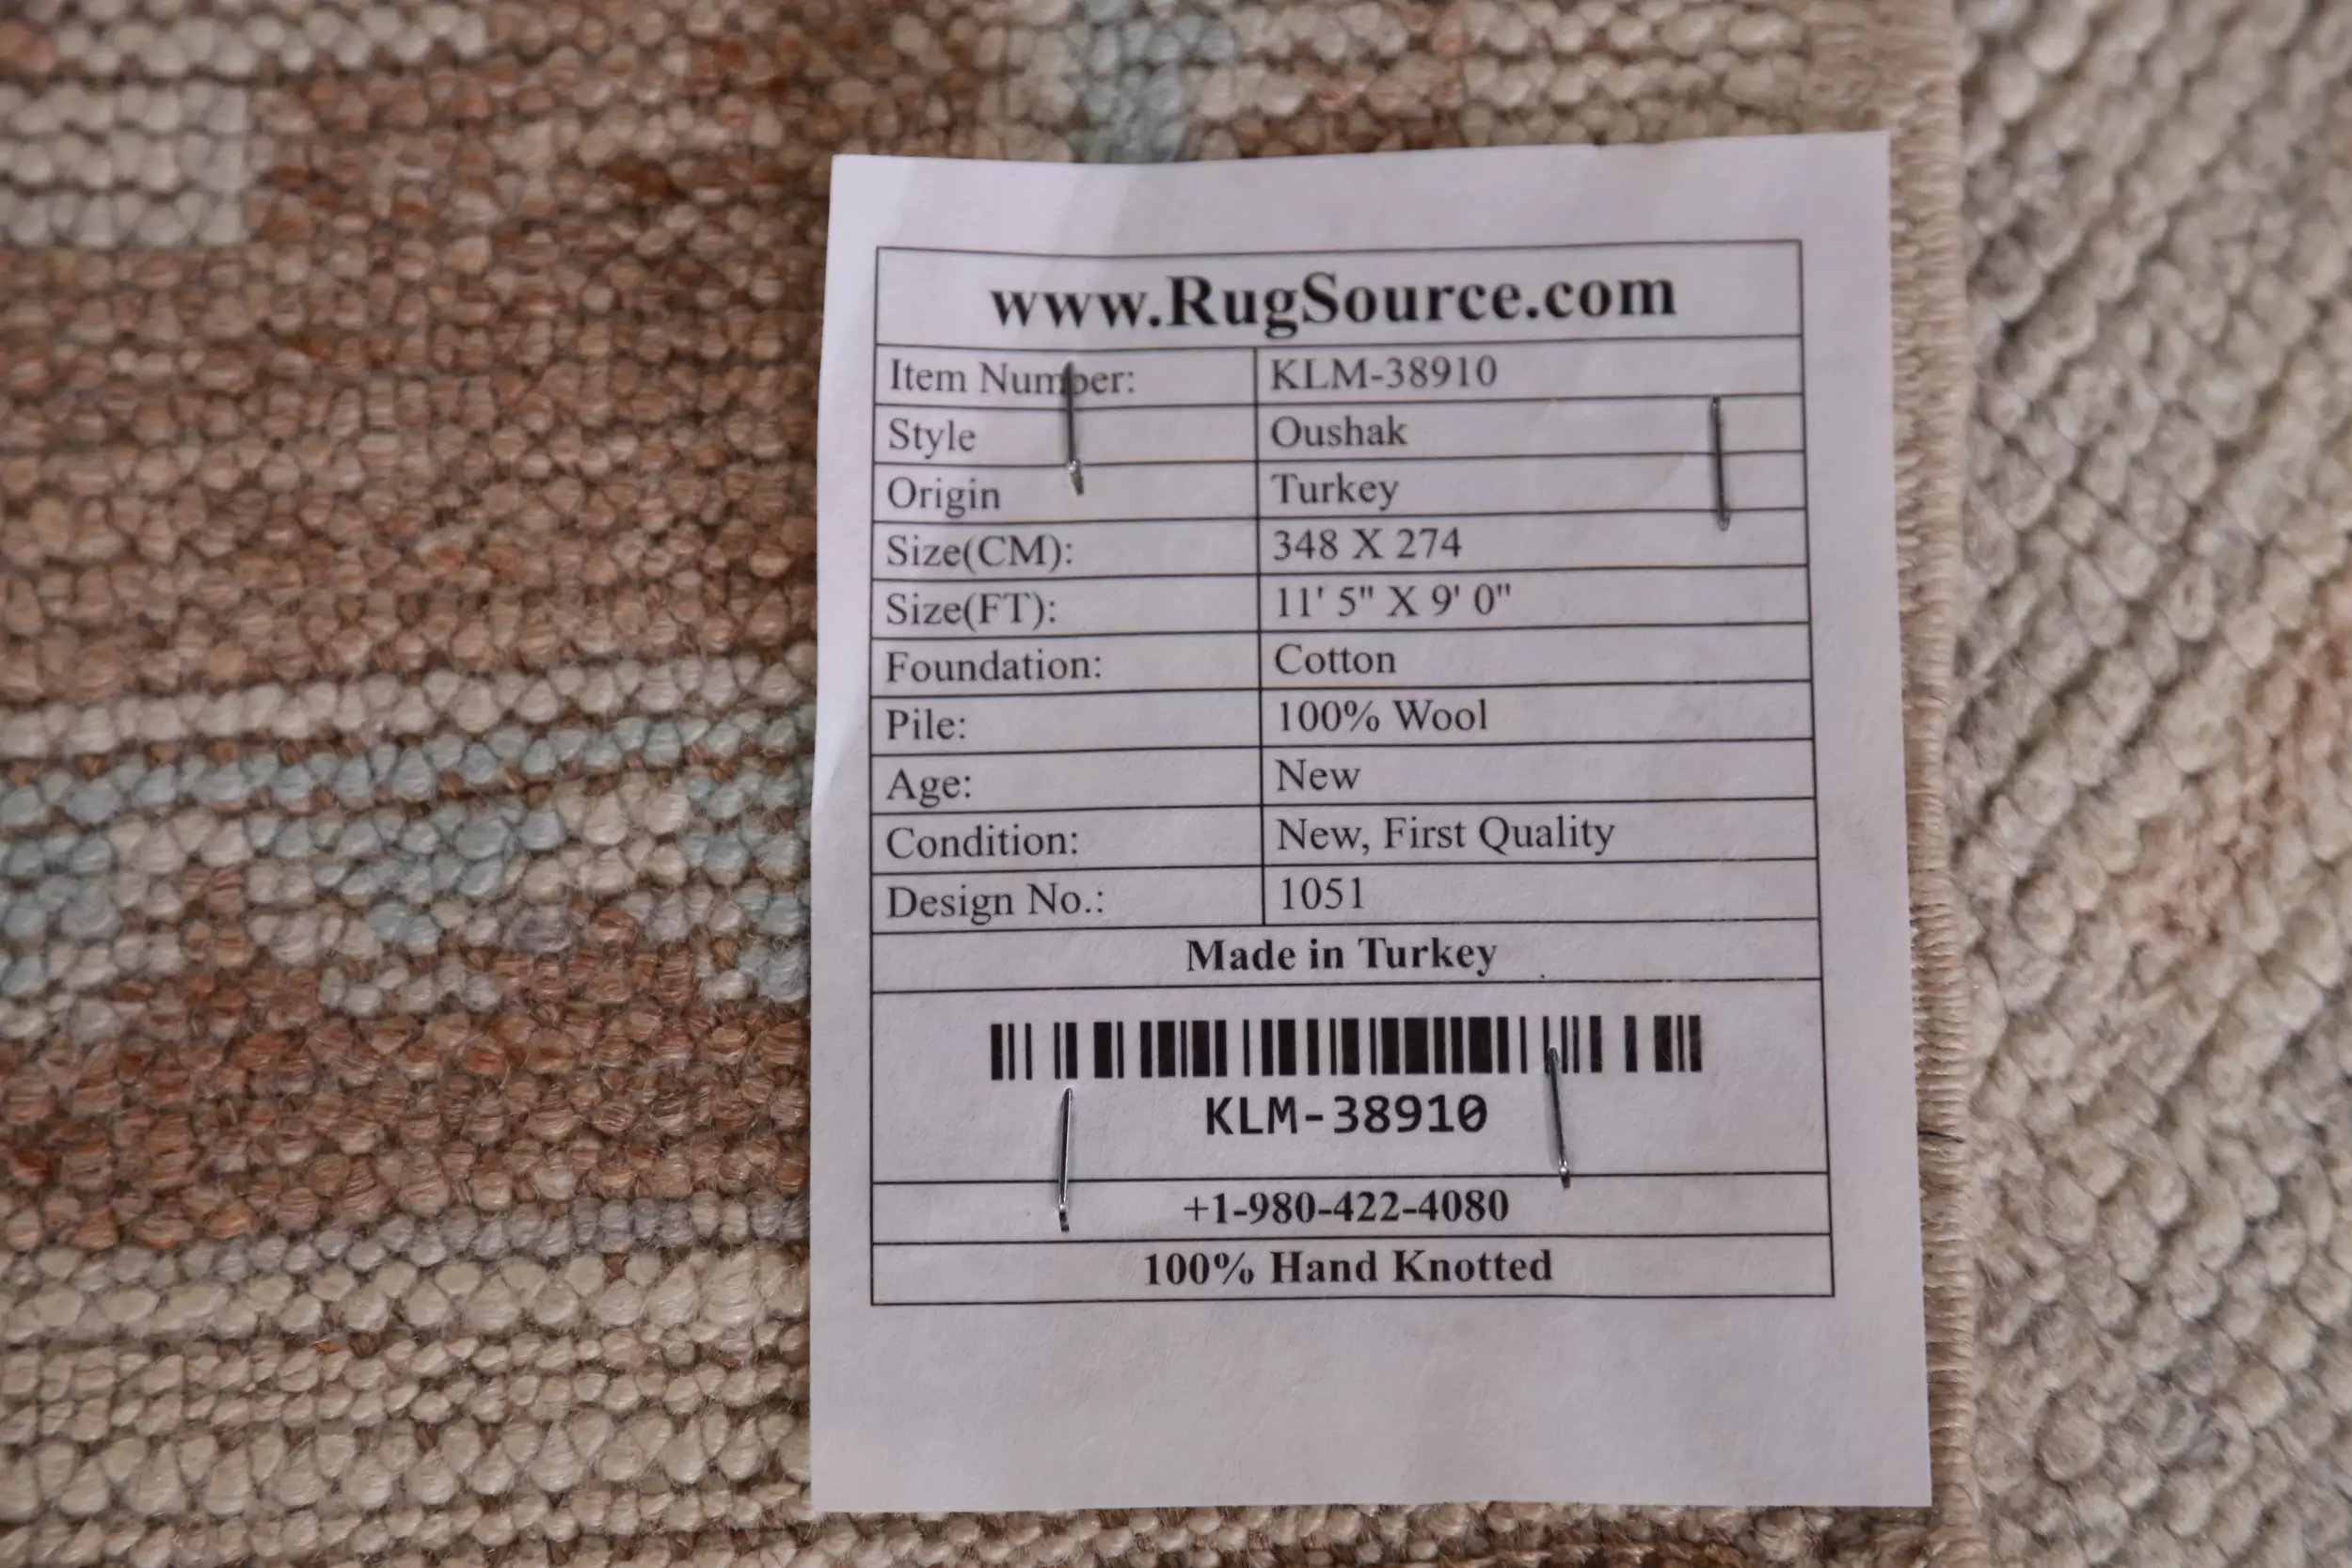 www.RugSource.com
Item Number: KLM-38910
Style Oushak
Origin Turkey
Size(CM): 348 X 274
Size(FT): 11' 5" X 9' 0"
Foundation: Cotton
Pile: 100% Wool
Age: New
Condition: New, First Quality
Design No.: 1051
Made in Turkey
KLM-38910
+1-980-422-4080
100% Hand Knotted